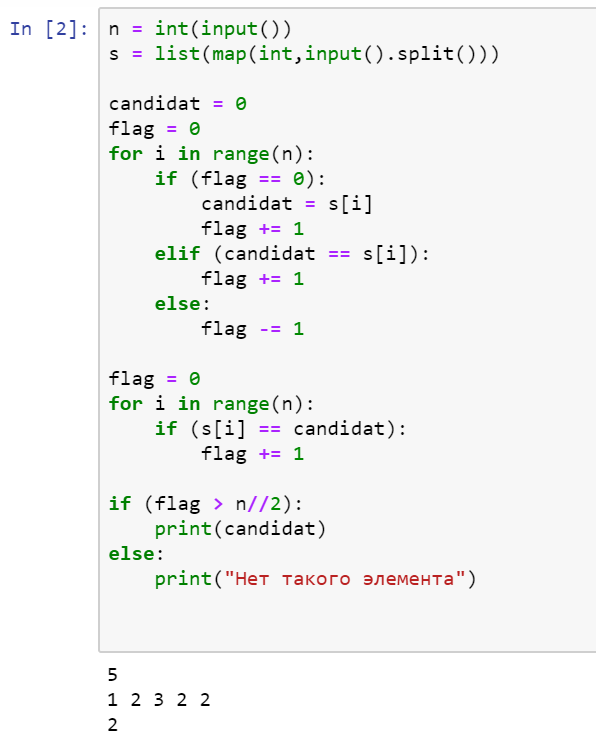 In [2]: n = int(input())
s = list(map(int,input().split()))

candidat = 0
flag = 0
for i in range(n):
    if (flag == 0):
        candidat = s[i]
        flag += 1
    elif (candidat == s[i]):
        flag += 1
    else:
        flag -= 1

flag = 0
for i in range(n):
    if (s[i] == candidat):
        flag += 1

if (flag > n//2):
    print(candidat)
else:
    print("Нет такого элемента")

5
1 2 3 2 2
2